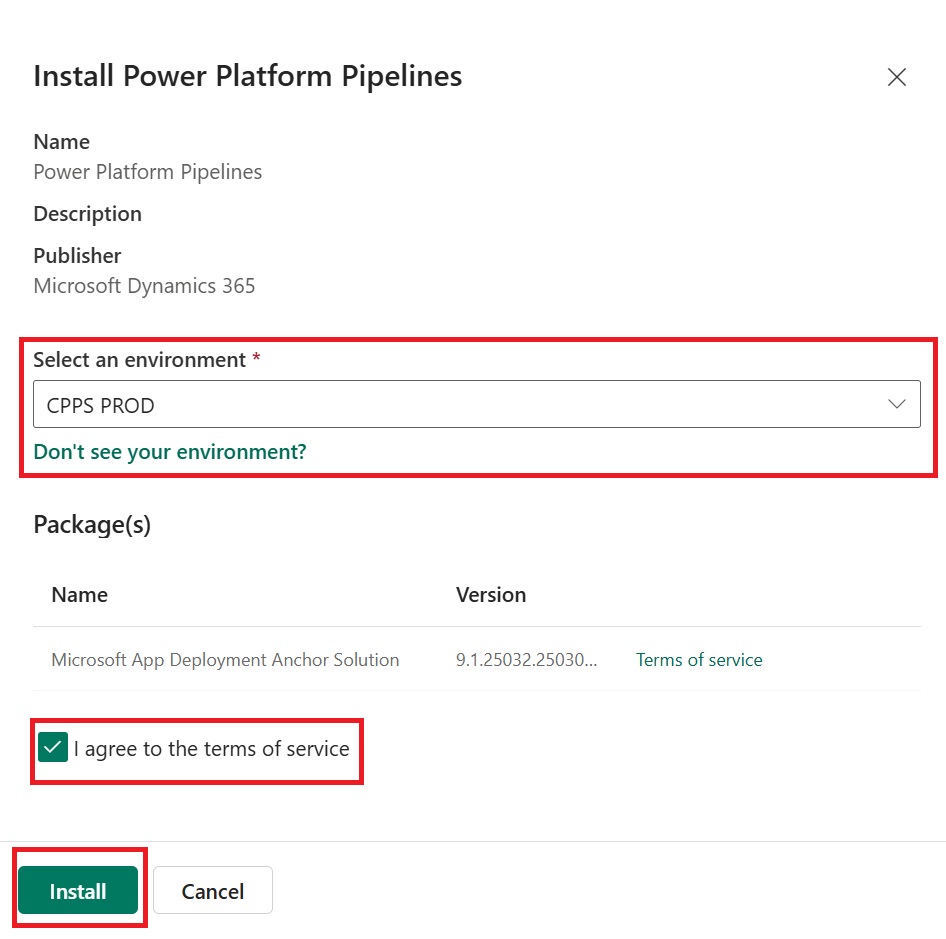 Install Power Platform Pipelines
Name
Power Platform Pipelines
Description
Publisher
Microsoft Dynamics 365
Select an environment *
CPPS PROD
Don't see your environment?
Package(s)
Name Version
Microsoft App Deployment Anchor Solution 9.1.25032.25030... Terms of service
I agree to the terms of service
Install Cancel